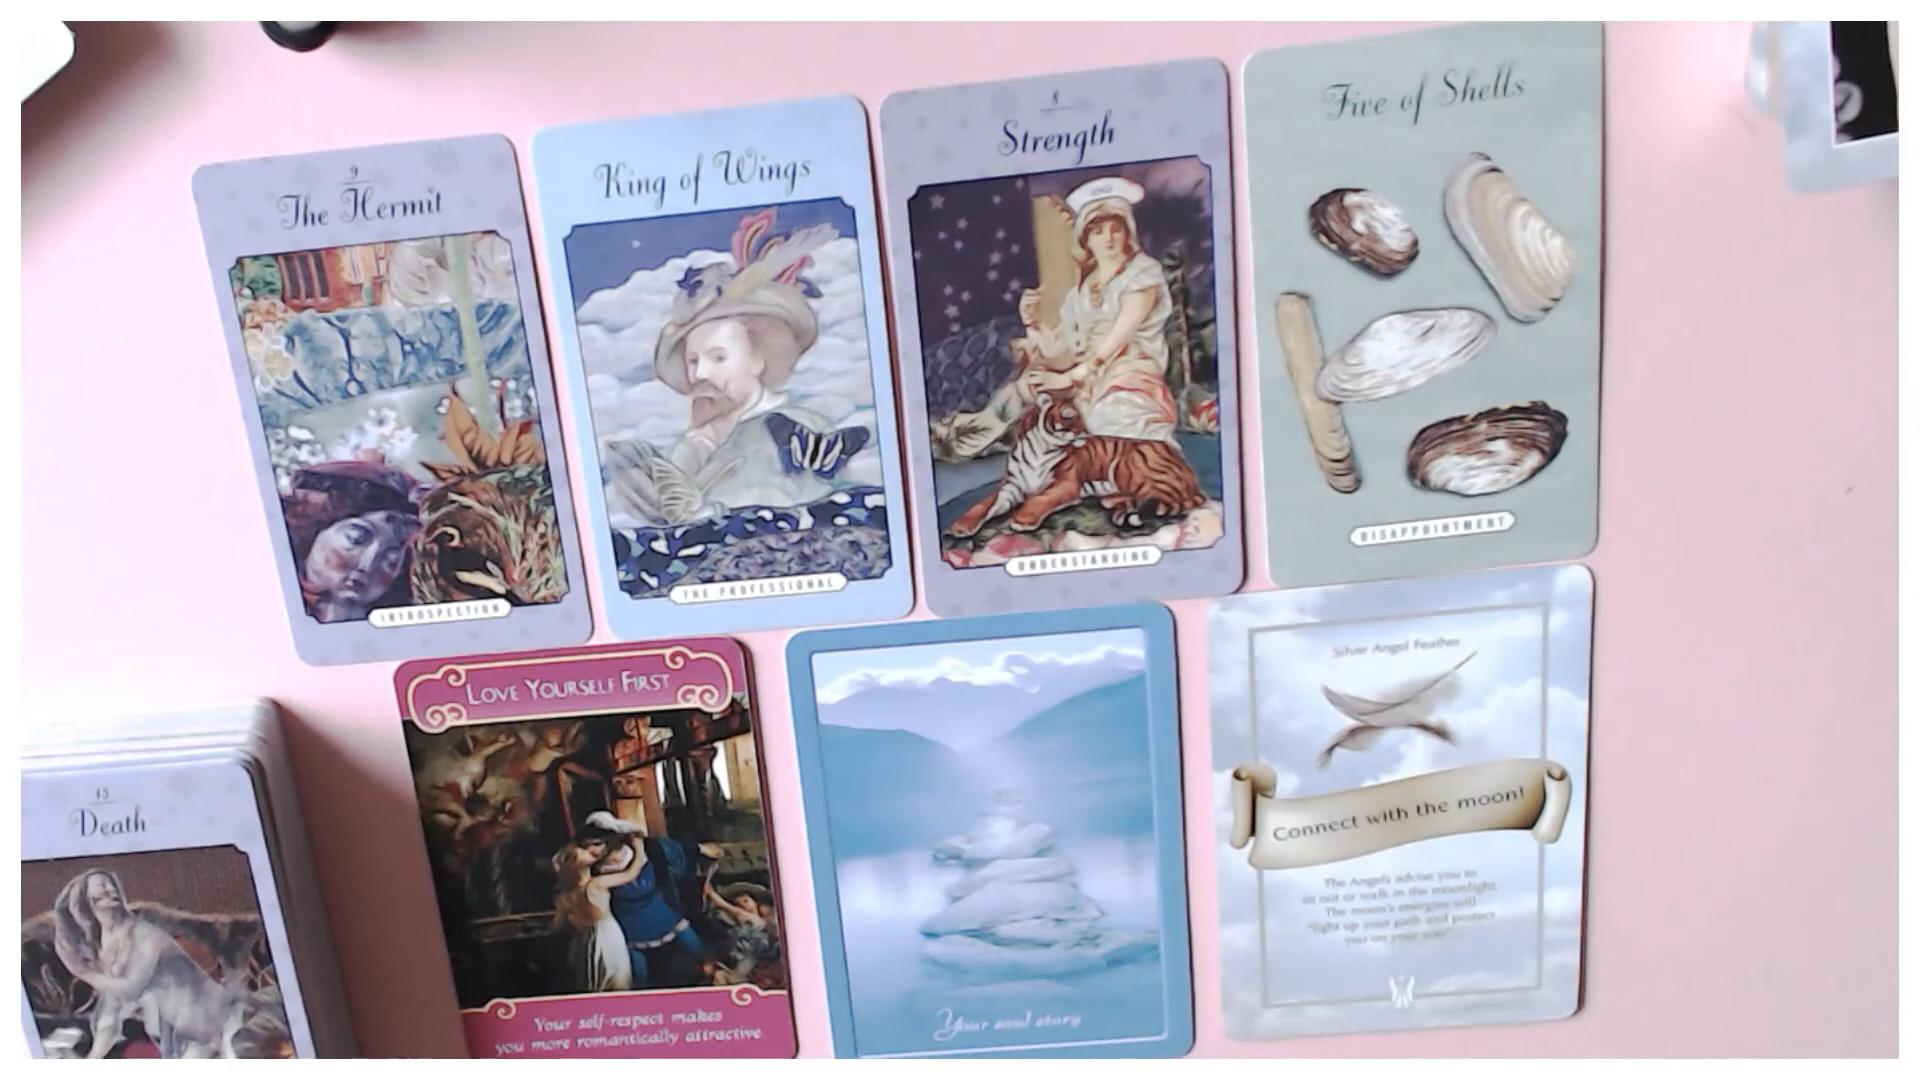 9
The Hermit
INTROSPECTION
King of Wings
THE PROFESSIONAL
8
Strength
UNDERSTANDING
Five of Shells
DISAPPOINTMENT
13
Death
LOVE YOURSELF FIRST
Your self-respect makes
you more romantically attractive.
Your soul story
Silver Angel Feather
Connect with the moon!
The Angels advise you to
sit out or walk in the moonlight.
The moon's energies will
"light up your path and protect
you on your way"